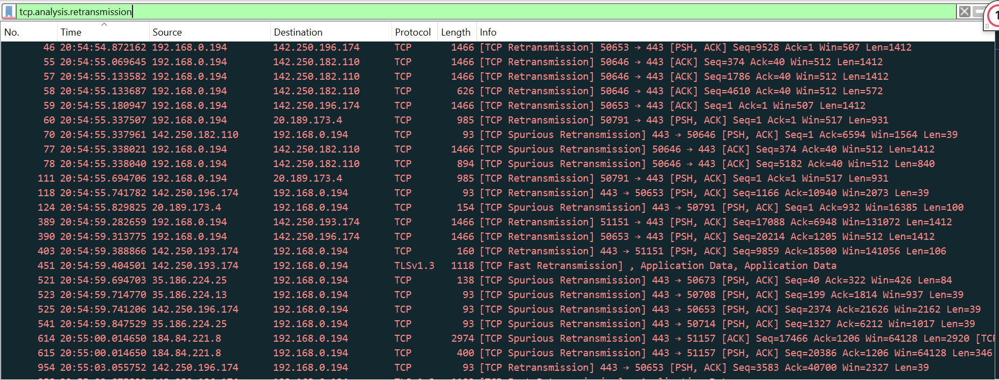 tcp.analysis.retransmission
1
No. Time Source Destination Protocol Length Info
46 20:54:54.872162 192.168.0.194 142.250.196.174 TCP 1466 [TCP Retransmission] 50653 → 443 [PSH, ACK] Seq=9528 Ack=1 Win=507 Len=1412
55 20:54:55.069645 192.168.0.194 142.250.182.110 TCP 1466 [TCP Retransmission] 50646 → 443 [ACK] Seq=374 Ack=40 Win=512 Len=1412
57 20:54:55.133582 192.168.0.194 142.250.182.110 TCP 1466 [TCP Retransmission] 50646 → 443 [ACK] Seq=1786 Ack=40 Win=512 Len=1412
58 20:54:55.133687 192.168.0.194 142.250.182.110 TCP 626 [TCP Retransmission] 50646 → 443 [ACK] Seq=4610 Ack=40 Win=512 Len=572
59 20:54:55.180947 192.168.0.194 142.250.196.174 TCP 1466 [TCP Retransmission] 50653 → 443 [ACK] Seq=1 Ack=1 Win=507 Len=1412
60 20:54:55.337507 192.168.0.194 20.189.173.4 TCP 985 [TCP Retransmission] 50791 → 443 [PSH, ACK] Seq=1 Ack=1 Win=517 Len=931
70 20:54:55.337961 142.250.182.110 192.168.0.194 TCP 93 [TCP Spurious Retransmission] 443 → 50646 [PSH, ACK] Seq=1 Ack=6594 Win=1564 Len=39
77 20:54:55.338021 192.168.0.194 142.250.182.110 TCP 1466 [TCP Spurious Retransmission] 50646 → 443 [ACK] Seq=374 Ack=40 Win=512 Len=1412
78 20:54:55.338040 192.168.0.194 142.250.182.110 TCP 894 [TCP Spurious Retransmission] 50646 → 443 [ACK] Seq=5182 Ack=40 Win=512 Len=840
111 20:54:55.694706 192.168.0.194 20.189.173.4 TCP 985 [TCP Retransmission] 50791 → 443 [PSH, ACK] Seq=1 Ack=1 Win=517 Len=931
118 20:54:55.741782 142.250.196.174 192.168.0.194 TCP 93 [TCP Retransmission] 443 → 50653 [PSH, ACK] Seq=1166 Ack=10940 Win=2073 Len=39
124 20:54:55.829825 20.189.173.4 192.168.0.194 TCP 154 [TCP Spurious Retransmission] 443 → 50791 [PSH, ACK] Seq=1 Ack=932 Win=16385 Len=100
389 20:54:59.282659 192.168.0.194 142.250.193.174 TCP 1466 [TCP Retransmission] 51151 → 443 [PSH, ACK] Seq=17088 Ack=6948 Win=131072 Len=1412
390 20:54:59.313775 192.168.0.194 142.250.196.174 TCP 1466 [TCP Retransmission] 50653 → 443 [PSH, ACK] Seq=20214 Ack=1205 Win=512 Len=1412
403 20:54:59.388866 142.250.193.174 192.168.0.194 TCP 160 [TCP Retransmission] 443 → 51151 [PSH, ACK] Seq=9859 Ack=18500 Win=141056 Len=106
451 20:54:59.404501 142.250.193.174 192.168.0.194 TLSv1.3 1118 [TCP Fast Retransmission] , Application Data, Application Data
521 20:54:59.694703 35.186.224.25 192.168.0.194 TCP 138 [TCP Spurious Retransmission] 443 → 50673 [PSH, ACK] Seq=40 Ack=322 Win=426 Len=84
523 20:54:59.714770 35.186.224.13 192.168.0.194 TCP 93 [TCP Spurious Retransmission] 443 → 50708 [PSH, ACK] Seq=199 Ack=1814 Win=937 Len=39
525 20:54:59.741206 142.250.196.174 192.168.0.194 TCP 93 [TCP Spurious Retransmission] 443 → 50653 [PSH, ACK] Seq=2374 Ack=21626 Win=2162 Len=39
541 20:54:59.847529 35.186.224.25 192.168.0.194 TCP 93 [TCP Spurious Retransmission] 443 → 50714 [PSH, ACK] Seq=1327 Ack=6212 Win=1017 Len=39
614 20:55:00.014650 184.84.221.8 192.168.0.194 TCP 2974 [TCP Spurious Retransmission] 443 → 51157 [ACK] Seq=17466 Ack=1206 Win=64128 Len=2920 [TCP
615 20:55:00.014650 184.84.221.8 192.168.0.194 TCP 400 [TCP Spurious Retransmission] 443 → 51157 [PSH, ACK] Seq=20386 Ack=1206 Win=64128 Len=346
954 20:55:03.055752 142.250.196.174 192.168.0.194 TCP 93 [TCP Retransmission] 443 → 50653 [PSH, ACK] Seq=3583 Ack=40700 Win=2327 Len=39